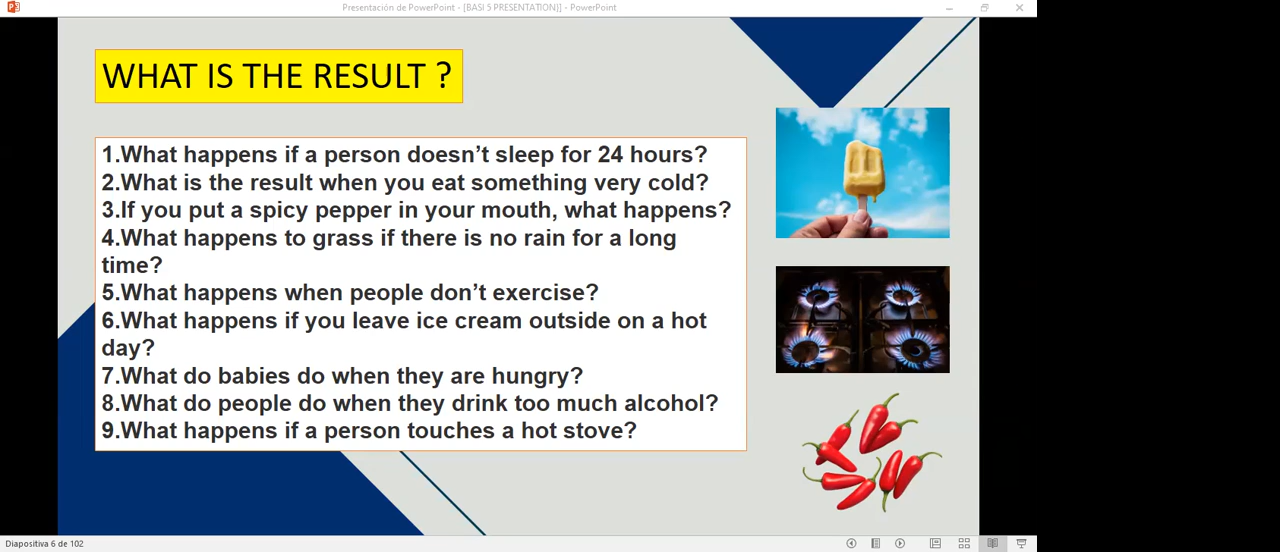 Presentación de PowerPoint - [BASI 5 PRESENTATION] - PowerPoint
WHAT IS THE RESULT ?
1.What happens if a person doesn’t sleep for 24 hours?
2.What is the result when you eat something very cold?
3.If you put a spicy pepper in your mouth, what happens?
4.What happens to grass if there is no rain for a long
time?
5.What happens when people don’t exercise?
6.What happens if you leave ice cream outside on a hot
day?
7.What do babies do when they are hungry?
8.What do people do when they drink too much alcohol?
9.What happens if a person touches a hot stove?
Diapositiva 6 de 102